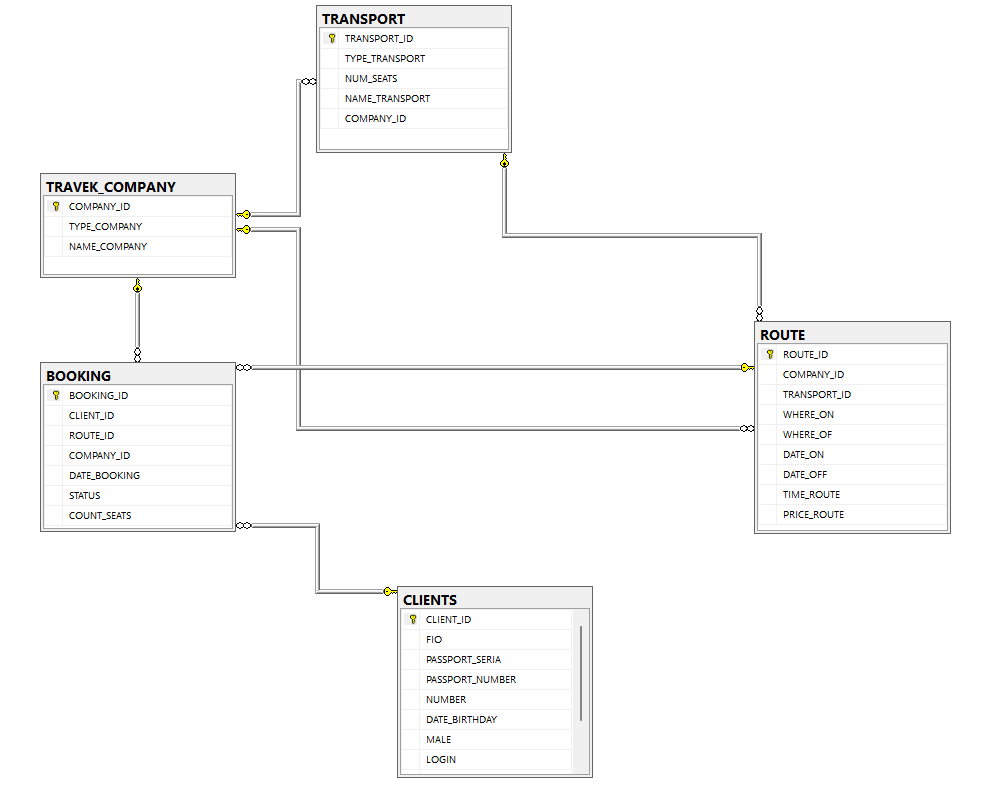 TRANSPORT
TRANSPORT_ID
TYPE_TRANSPORT
NUM_SEATS
NAME_TRANSPORT
COMPANY_ID
TRAVEK_COMPANY
COMPANY_ID
TYPE_COMPANY
NAME_COMPANY
ROUTE
ROUTE_ID
COMPANY_ID
TRANSPORT_ID
WHERE_ON
WHERE_OF
DATE_ON
DATE_OFF
TIME_ROUTE
PRICE_ROUTE
BOOKING
BOOKING_ID
CLIENT_ID
ROUTE_ID
COMPANY_ID
DATE_BOOKING
STATUS
COUNT_SEATS
CLIENTS
CLIENT_ID
FIO
PASSPORT_SERIA
PASSPORT_NUMBER
NUMBER
DATE_BIRTHDAY
MALE
LOGIN